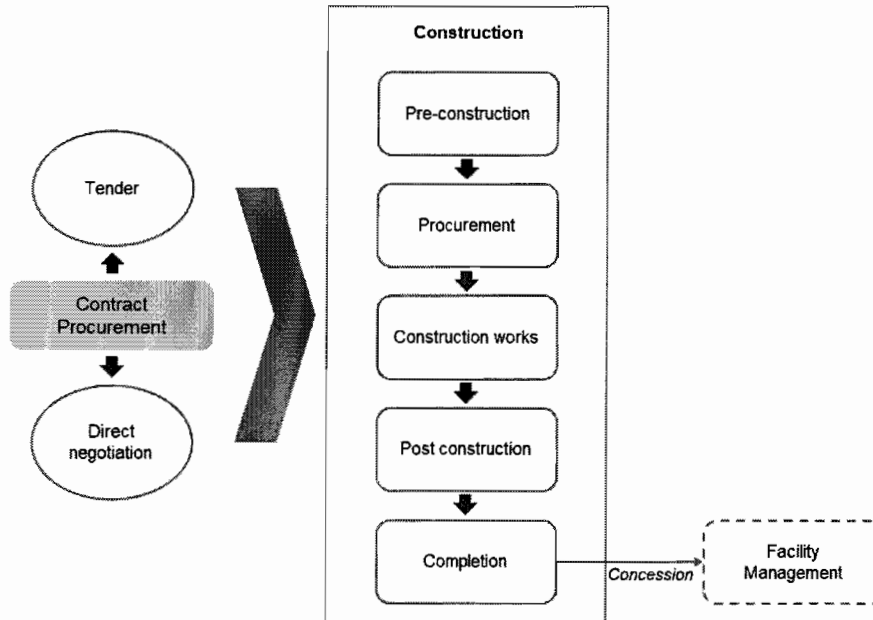 Construction
Pre-construction
Tender
Procurement
Contract
Procurement
Construction works
Direct
negotiation
Post construction
Completion
Concession
Facility
Management